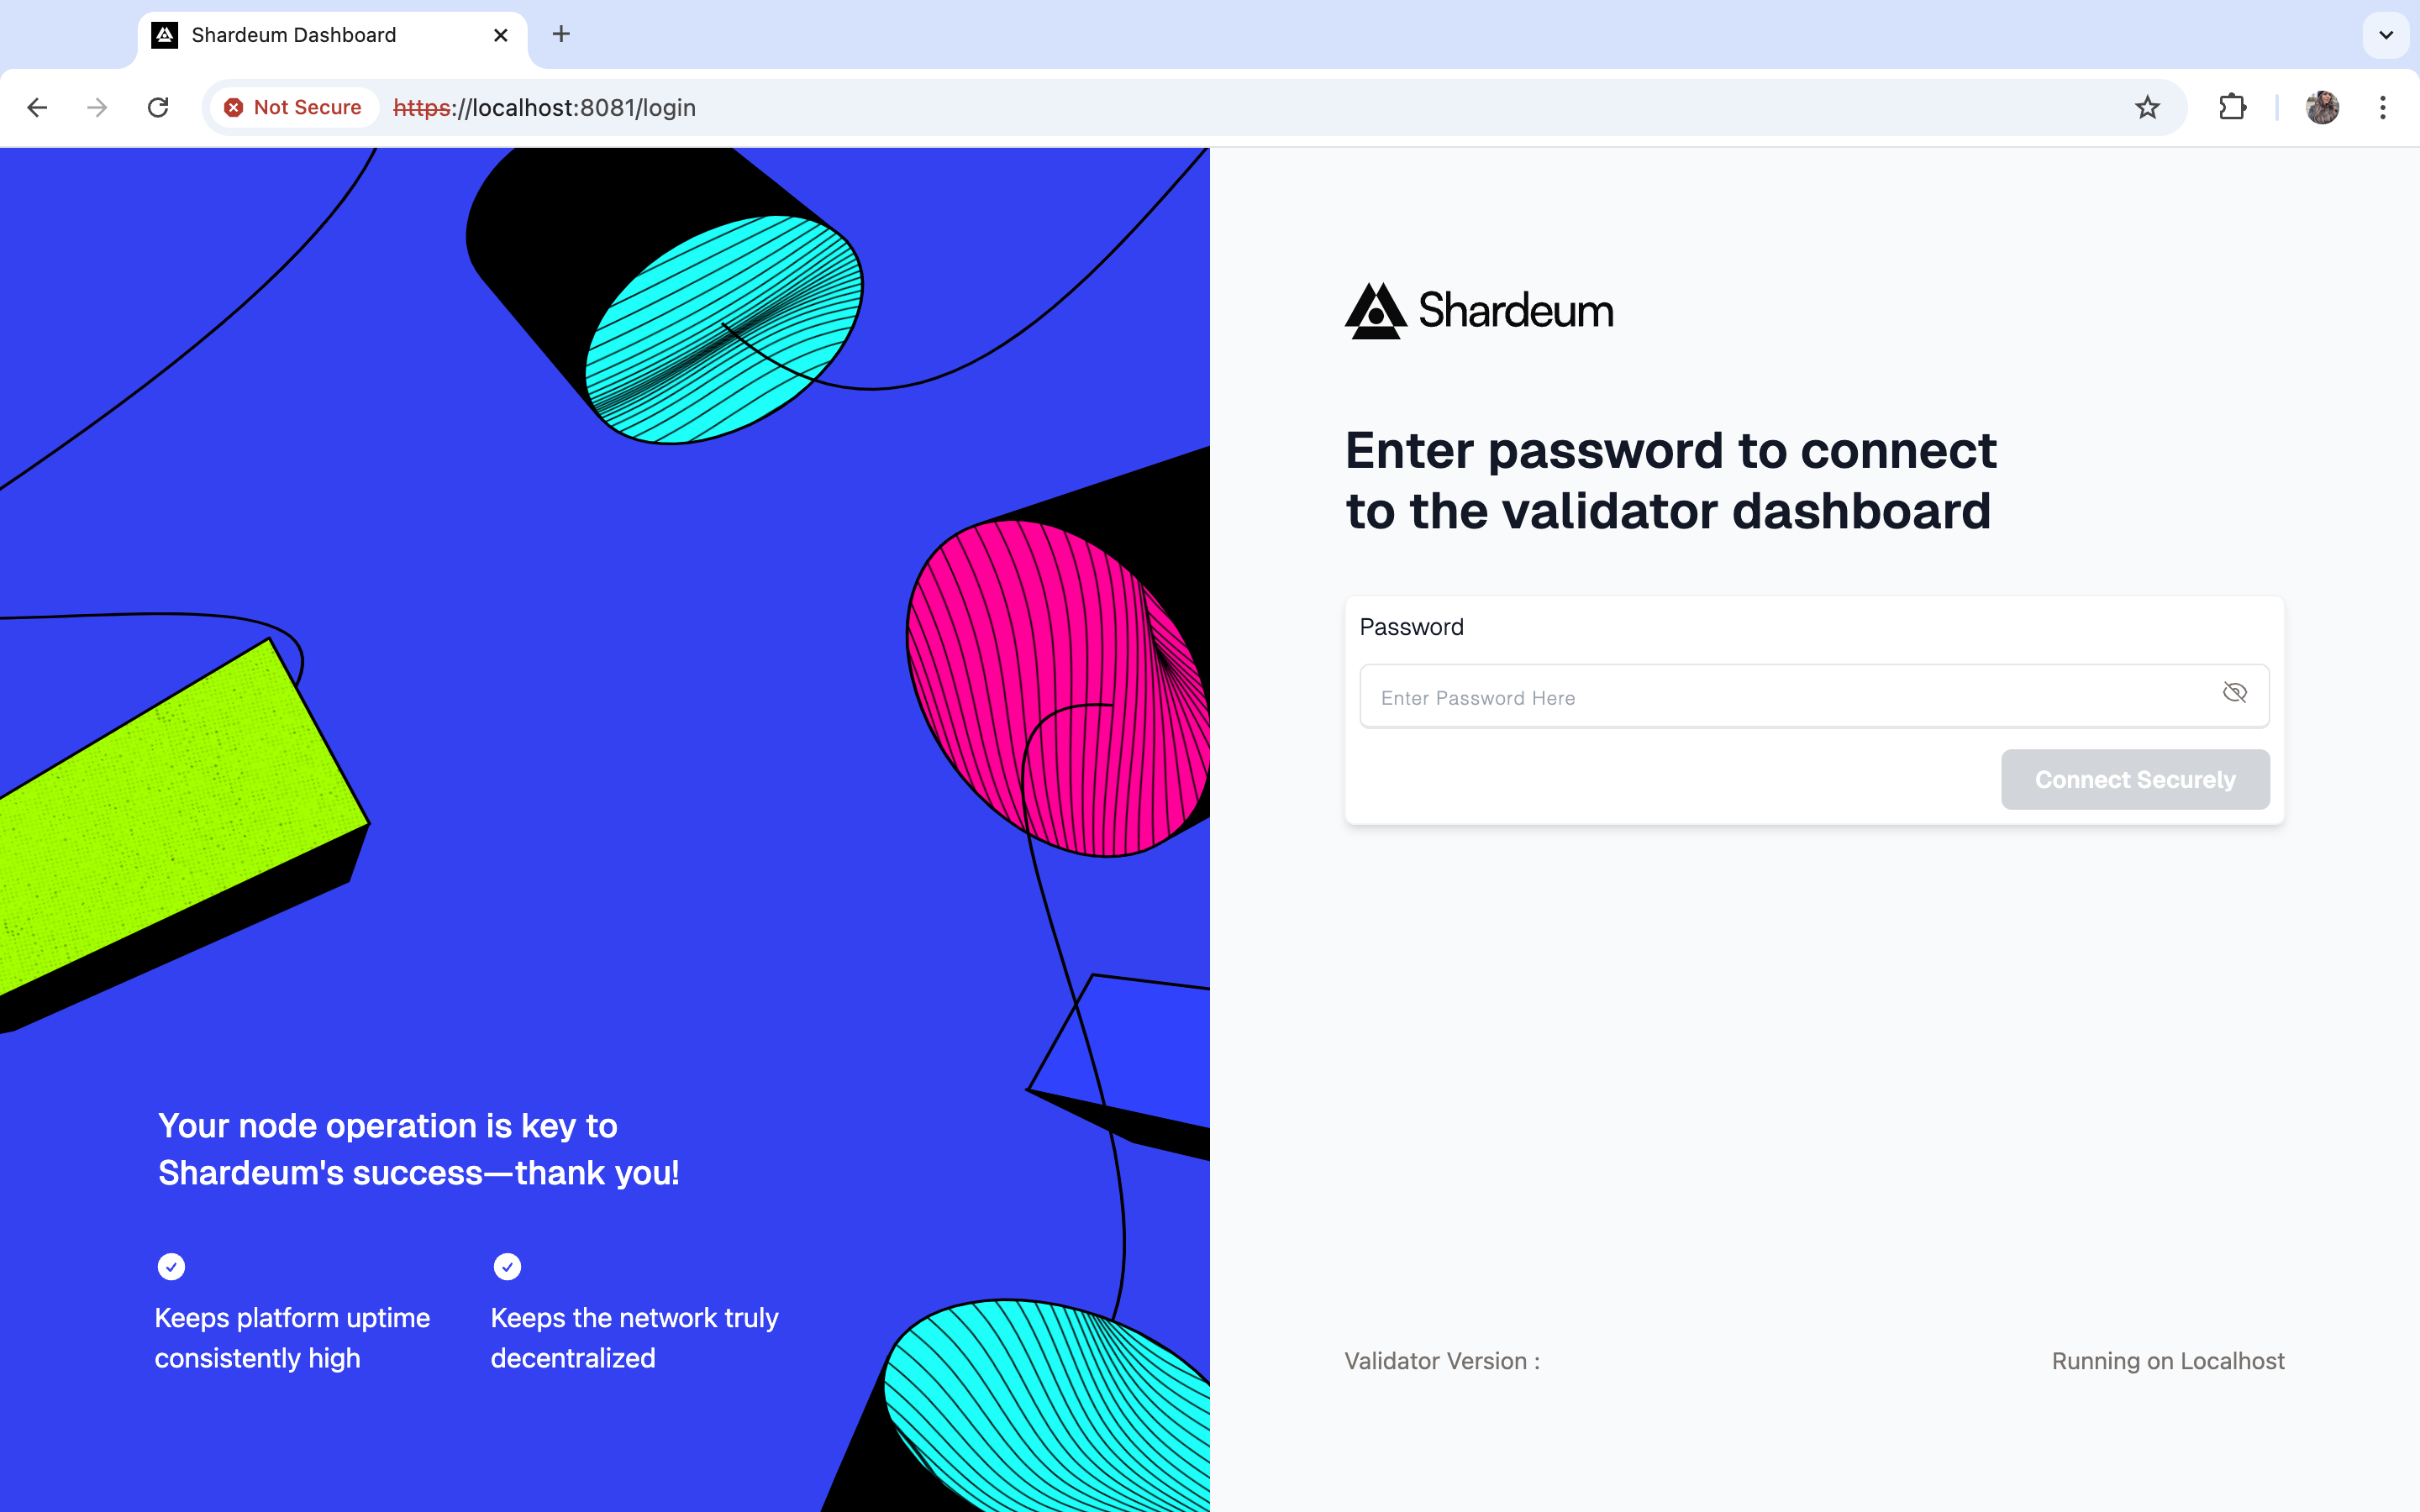 Shardeum Dashboard
Not Secure
https://localhost:8081/login
Shardeum
Enter password to connect
to the validator dashboard
Password
Enter Password Here
Connect Securely
Your node operation is key to
Shardeum's success—thank you!
Keeps platform uptime
consistently high
Keeps the network truly
decentralized
Validator Version :
Running on Localhost